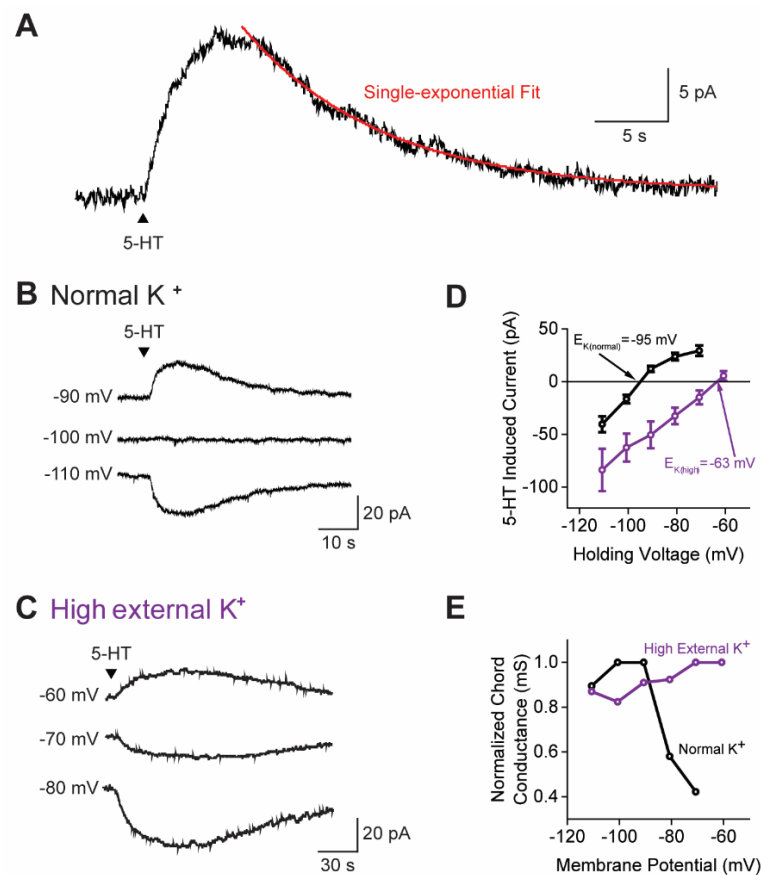 A
Single-exponential Fit
5 pA
5 s
5-HT
B Normal K +
5-HT
-90 mV
-100 mV
-110 mV
20 pA
10 s
C High external K+
5-HT
-60 mV
-70 mV
-80 mV
20 pA
30 s
D
5-HT Induced Current (pA)
50
0
-50
-100
EK(normal)=-95 mV
EK(high)=-63 mV
-120 -100 -80 -60
Holding Voltage (mV)
E
Normalized Chord
Conductance (mS)
1.0
0.8
0.6
0.4
High External K+
Normal K+
-120 -100 -80 -60
Membrane Potential (mV)